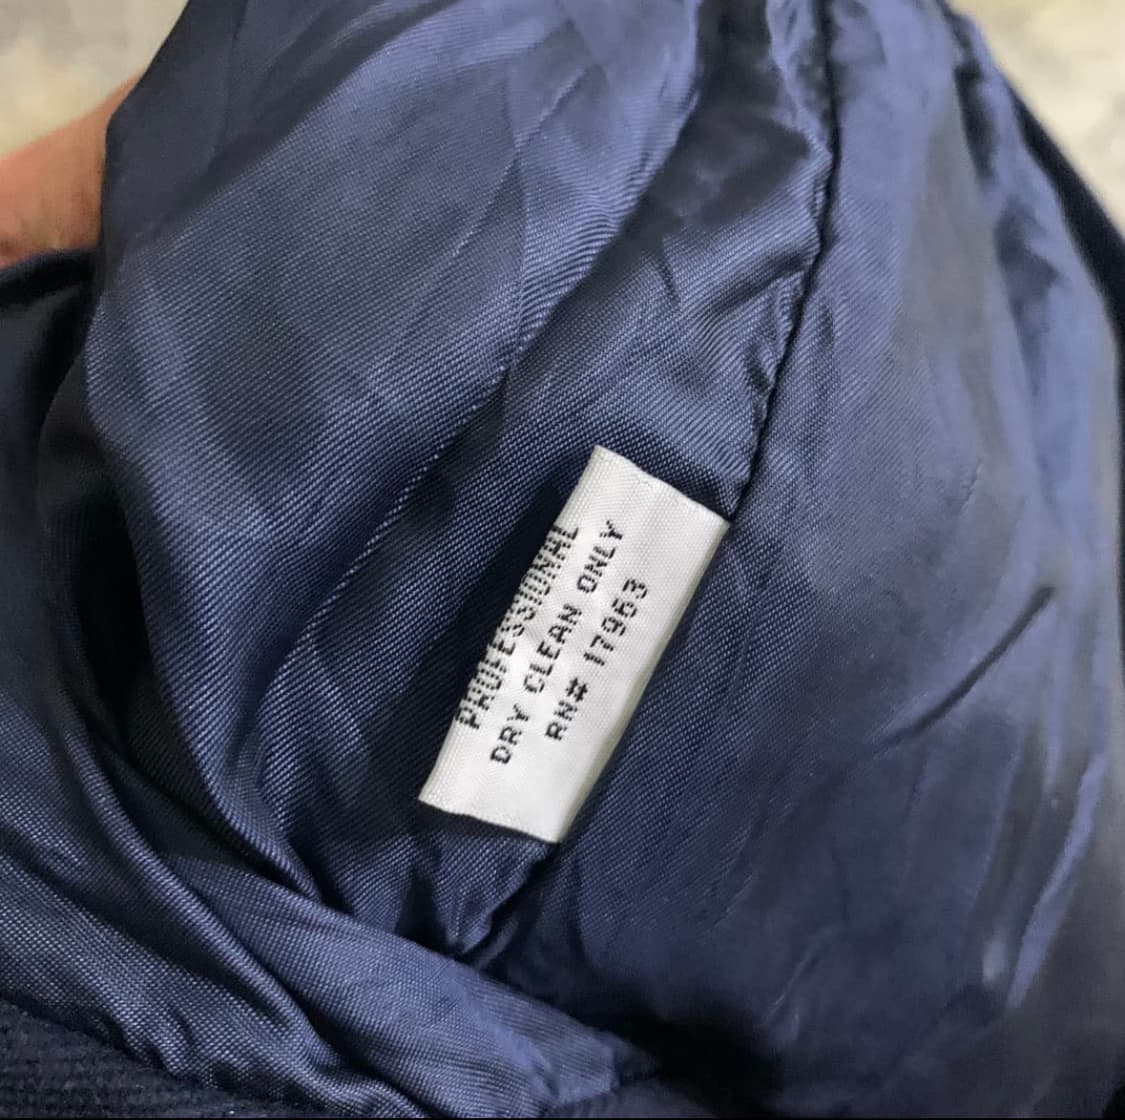 PROFESSIONAL
DRY CLEAN ONLY
RN# 17963